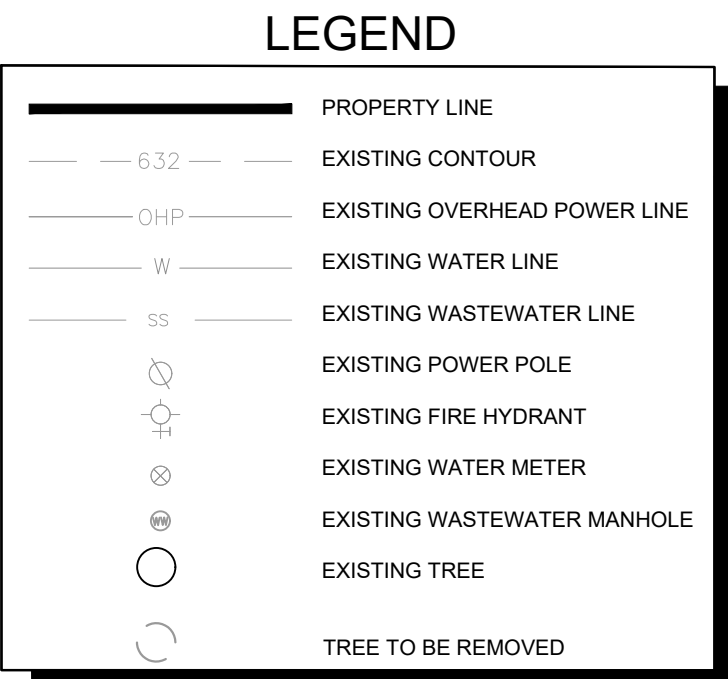 LEGEND
PROPERTY LINE
632 EXISTING CONTOUR
OHP EXISTING OVERHEAD POWER LINE
W EXISTING WATER LINE
SS EXISTING WASTEWATER LINE
EXISTING POWER POLE
EXISTING FIRE HYDRANT
EXISTING WATER METER
WW EXISTING WASTEWATER MANHOLE
EXISTING TREE
TREE TO BE REMOVED